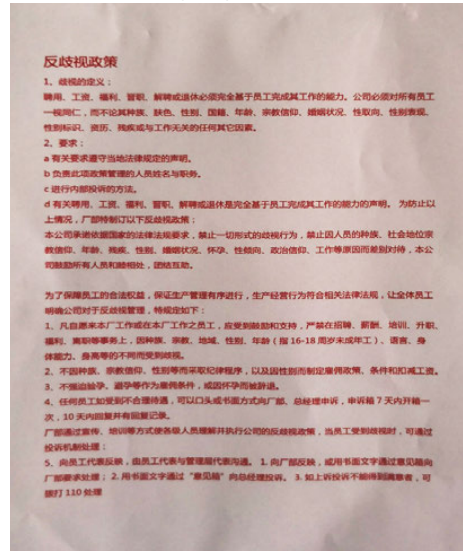 反歧视政策
1、歧视的定义：
聘用、工资、福利、晋职、解聘或退休必须完全基于员工完成其工作的能力。公司必须对所有员工
一视同仁，而不论其种族、肤色、性别、国籍、年龄、宗教信仰、婚姻状况、性取向、性别表现、
性别标识、资历、残疾或与工作无关的任何其它因素。
2、要求：
a 有关要求遵守当地法律规定的声明。
b 负责此项政策管理的人员姓名与职务。
c 进行内部投诉的方法。
d 有关聘用、工资、福利、晋职、解聘或退休是完全基于员工完成其工作的能力的声明。 为防止以
上情况，厂部特制订以下反歧视政策：
本公司承诺依据国家的法律法规要求，禁止一切形式的歧视行为，禁止因人员的种族、社会地位宗
教信仰、年龄、残疾、性别、婚姻状况、怀孕、性倾向、政治信仰、工作等原因而差别对待，本公
司鼓励所有人员和睦相处，团结互助。
为了保障员工的合法权益，保证生产管理有序进行，生产经营行为符合相关法律法规，让全体员工
明确公司对于反歧视管理，特规定如下：
1、凡自愿来本厂工作或在本厂工作之员工，应受到鼓励和支持，严禁在招聘、薪酬、培训、升职、
福利、离职等事务上，因种族、宗教、地域、性别、年龄（指 16-18 周岁未成年工）、语言、身
体能力、身高等的不同而受到歧视。
2、不因种族、宗教信仰、性别等而采取纪律程序，以及因性别而制定雇佣政策、条件和扣减工资。
3、不强迫验孕、避孕等作为雇佣条件，或因怀孕而被辞退。
4、任何员工如受到不合理待遇，可以口头或书面方式向厂部、总经理申诉，申诉箱 7 天内开箱一
次，10 天内回复并有回复记录。
厂部通过宣传、培训等方式使各级人员理解并执行公司的反歧视政策，当员工受到歧视时，可通过
投诉机制处理：
5、向员工代表反映，由员工代表与管理层代表沟通。 1. 向厂部反映，或用书面文字通过意见箱向
厂部要求处理； 2. 用书面文字通过“意见箱”向总经理投诉。 3. 如上诉投诉不能得到满意者，可
拨打 110 处理